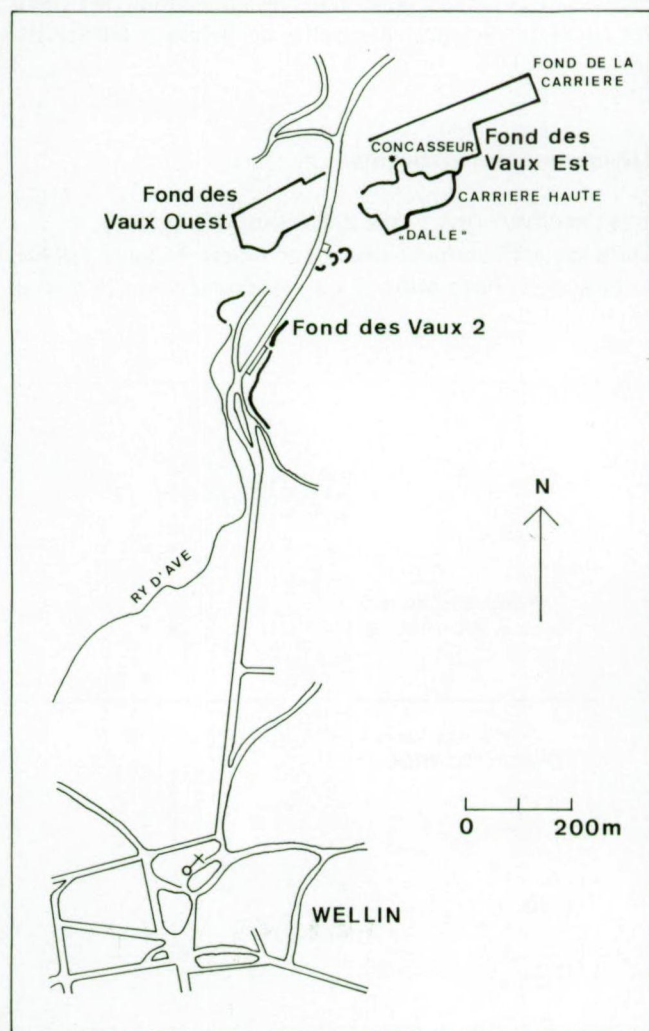 FOND DE LA
CARRIERE
CONCASSEUR
Fond des
Vaux Est
Fond des
Vaux Ouest
CARRIERE HAUTE
„DALLE"
Fond des Vaux 2
N
RY D'AVE
0 200m
WELLIN